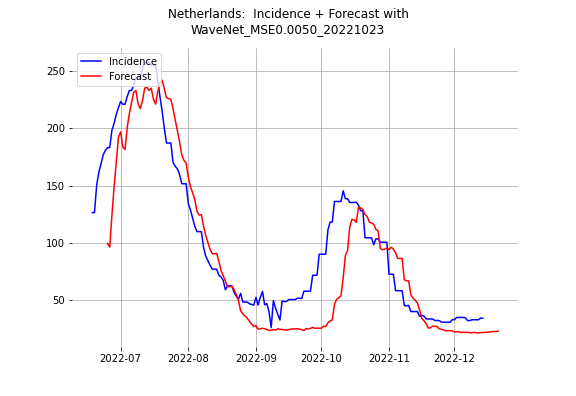 Netherlands:  Incidence + Forecast with
WaveNet_MSE0.0050_20221023
Incidence
Forecast
250
200
150
100
50
2022-07
2022-08
2022-09
2022-10
2022-11
2022-12